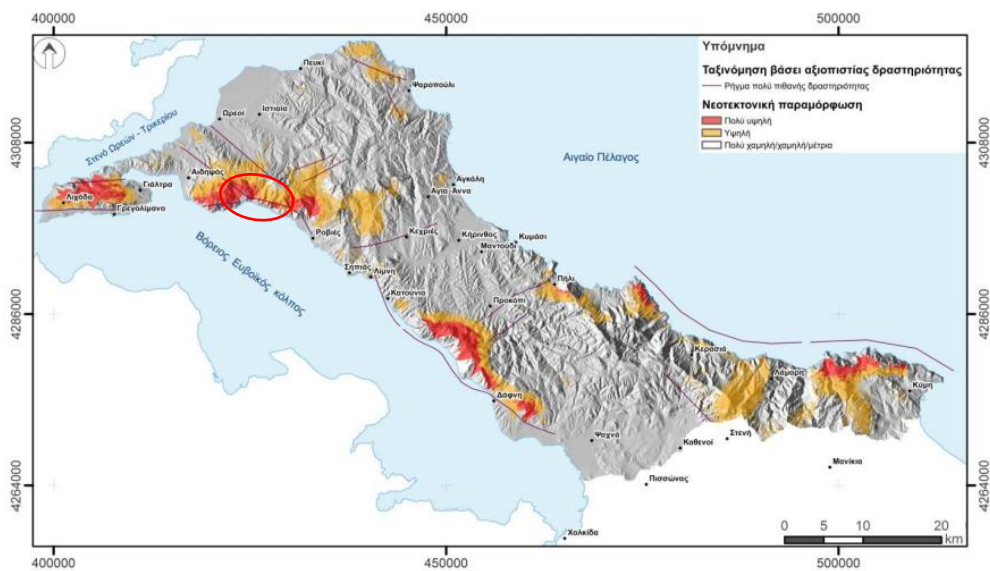 400000
450000
500000
Υπόμνημα
Ταξινόμηση βάσει αξιοπιστίας δραστηριότητας
Ρήγμα πολύ πιθανής δραστηριότητας
Νεοτεκτονική παραμόρφωση
Πολύ υψηλή
Υψηλή
Πολύ χαμηλή/χαμηλή/μέτρια
Πευκί
Ψαροπούλι
Ωρεοί
Ιστιαία
4308000
4308000
Στενό Ωρεών - Τρικερίου
Αιγαίο Πέλαγος
Αιδηψός
Γιάλτρα
Λιχάδα
Γρεγολίμανο
Αγκάλη
Αγία Άννα
Ροβιές
Κεχριές
Κήρινθος
Κυμάσι
Μαντούδι
Βόρειος Ευβοϊκός κόλπος
Σηπιάς
Λίμνη
Κατούνια
Πήλι
Προκόπι
4286000
4286000
Κερασιά
Λάμαρη
Κύμη
Δάφνη
Στενή
Ψαχνά
Καθενοί
Μανίκια
Πισσώνας
4264000
4264000
Χαλκίδα
0 5 10 20
km
400000
450000
500000